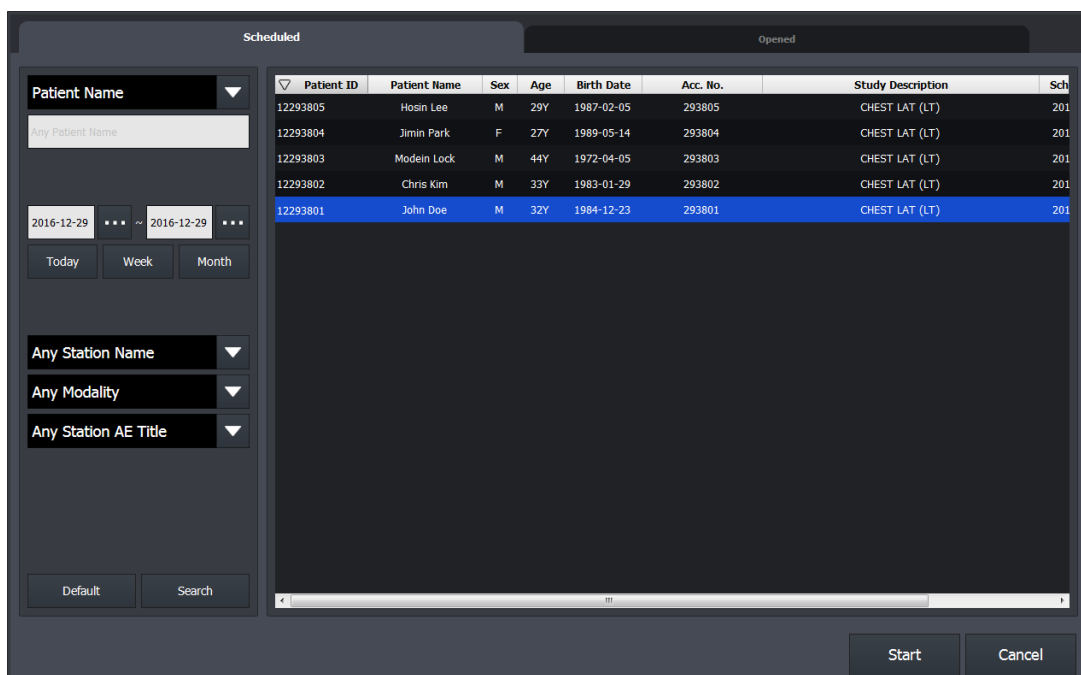 Scheduled
Opened
Patient Name
Any Patient Name
2016-12-29 ... ~ 2016-12-29 ...
Today Week Month
Any Station Name
Any Modality
Any Station AE Title
Default Search
Patient ID Patient Name Sex Age Birth Date Acc. No. Study Description Sch
12293805 Hosin Lee M 29Y 1987-02-05 293805 CHEST LAT (LT) 201
12293804 Jimin Park F 27Y 1989-05-14 293804 CHEST LAT (LT) 201
12293803 Modein Lock M 44Y 1972-04-05 293803 CHEST LAT (LT) 201
12293802 Chris Kim M 33Y 1983-01-29 293802 CHEST LAT (LT) 201
12293801 John Doe M 32Y 1984-12-23 293801 CHEST LAT (LT) 201
Start Cancel